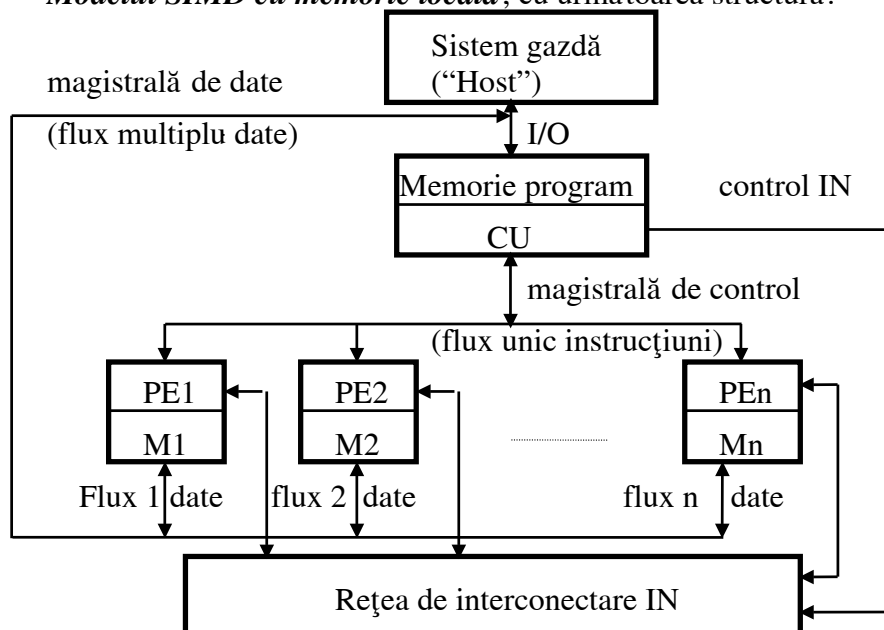 Modelul SIMD cu memorie locală, cu următoarea structură:
Sistem gazdă
(“Host”)
magistrală de date
(flux multiplu date)
I/O
Memorie program
control IN
CU
magistrală de control
(flux unic instrucţiuni)
PE1
PE2
PEn
M1
M2
Mn
Flux 1 date
flux 2 date
flux n date
Reţea de interconectare IN